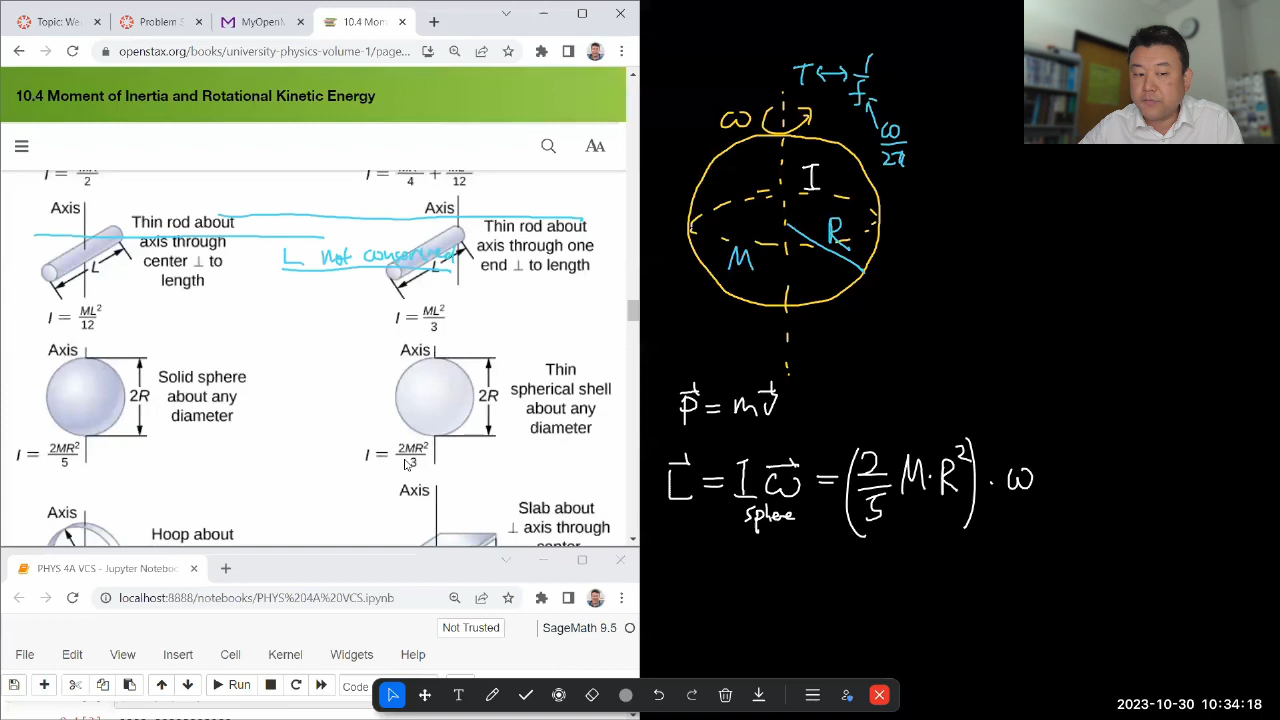 Topic: Wee
Problem S
MyOpenM
10.4 Mom
openstax.org/books/university-physics-volume-1/page...
10.4 Moment of Inertia and Rotational Kinetic Energy
AA
Axis
Thin rod about
axis through
center ⊥ to
length
L
I = ML²/12
Axis
Thin rod about
axis through one
end ⊥ to length
L
I = ML²/3
L not conserved
Axis
Solid sphere
about any
diameter
2R
I = 2MR²/5
Axis
Thin
spherical shell
about any
diameter
2R
I = 2MR²/3
Axis
Hoop about
Axis
Slab about
⊥ axis through
center
PHYS 4A VCS - Jupyter Notebo
localhost:8888/notebooks/PHYS%204A%20VCS.ipynb
Not Trusted
SageMath 9.5
File Edit View Insert Cell Kernel Widgets Help
Run
Code
T ↔ 1/f
ω/2π
ω
I
R
M
p⃗ = mv⃗
L⃗ = I ω⃗ = (2/5 M·R²) · ω
sphere
2023-10-30 10:34:18